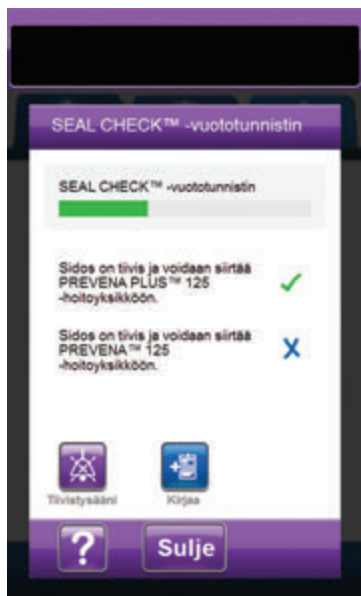 SEAL CHECK™ -vuototunnistin
SEAL CHECK™ -vuototunnistin
Sidos on tiivis ja voidaan siirtää
PREVENA PLUS™ 125
-hoitoyksikköön.
Sidos on tiivis ja voidaan siirtää
PREVENA™ 125
-hoitoyksikköön.
Tiivistysääni
Kirjaa
?
Sulje